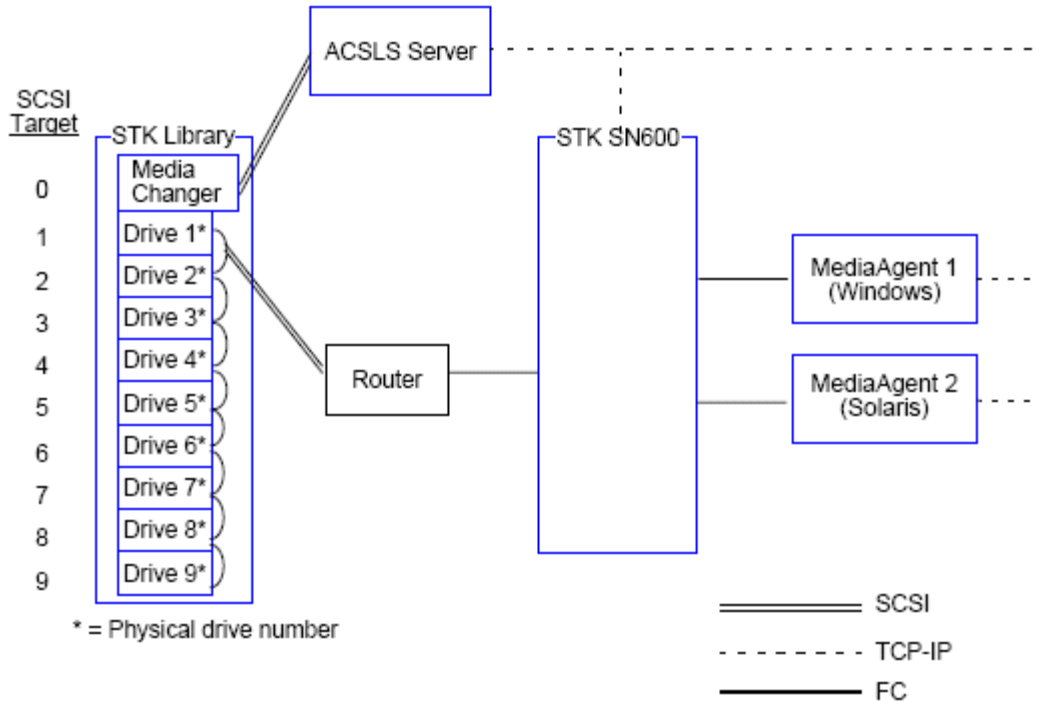 ACSLS Server
SCSI
Target
STK Library
STK SN600
Media
Changer
0
1
Drive 1*
2
Drive 2*
3
Drive 3*
4
Drive 4*
5
Drive 5*
6
Drive 6*
7
Drive 7*
8
Drive 8*
9
Drive 9*
Router
MediaAgent 1
(Windows)
MediaAgent 2
(Solaris)
* = Physical drive number
SCSI
TCP-IP
FC